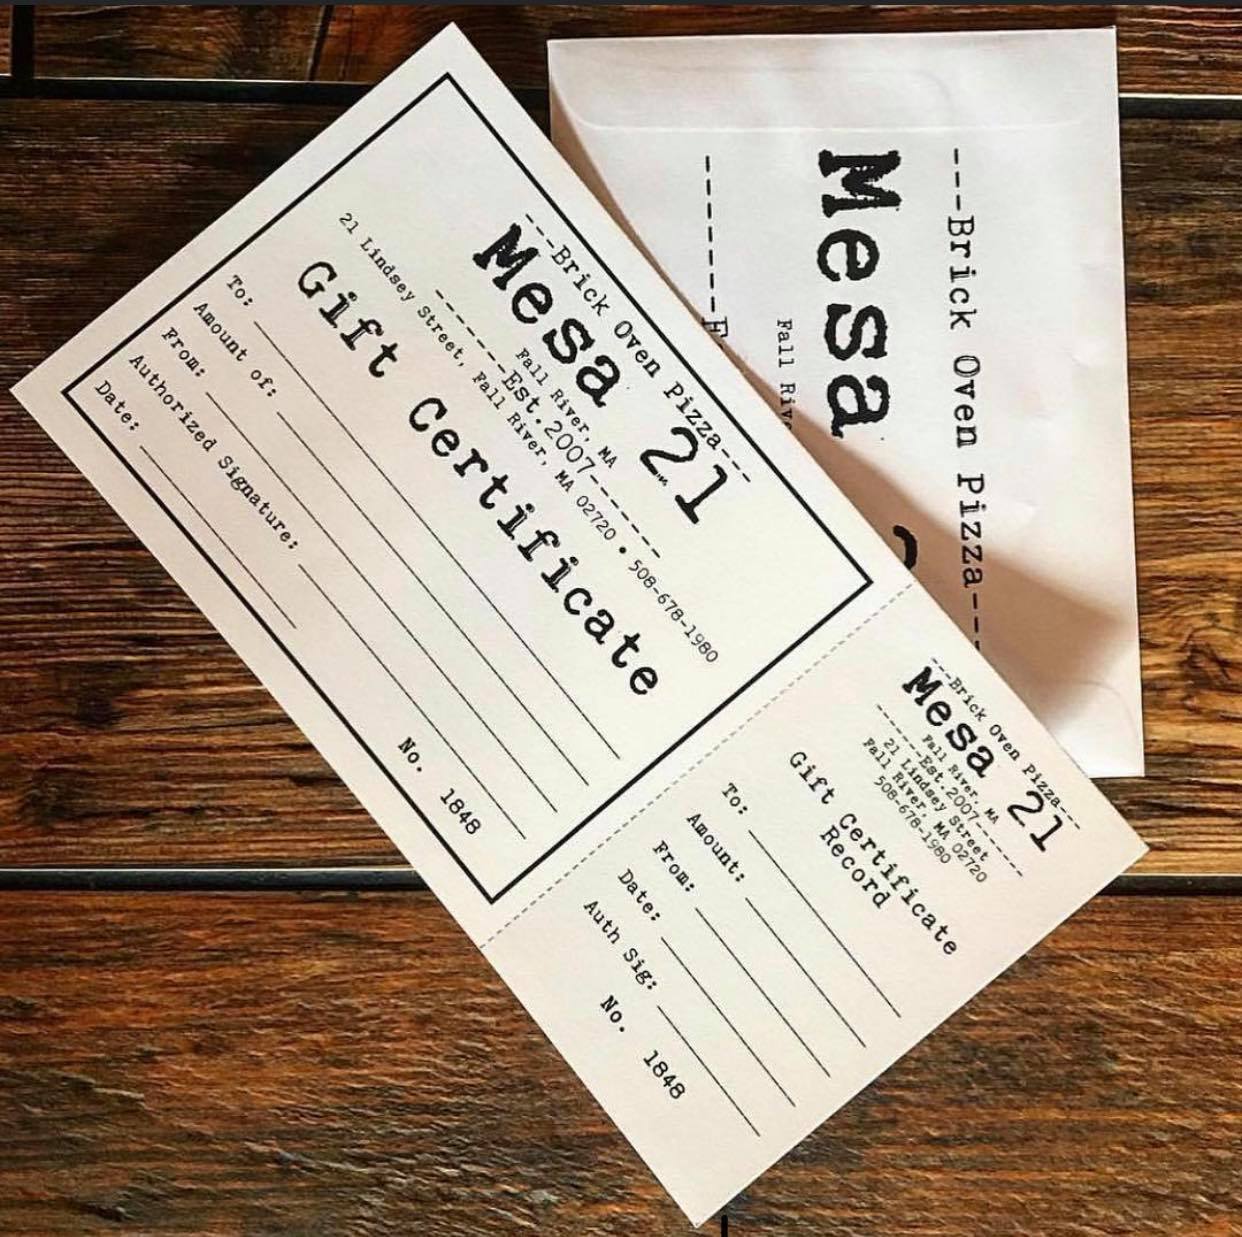 ---Brick Oven Pizza---
Mesa 21
Fall River, MA
-------Est.2007-------
21 Lindsey Street, Fall River, MA 02720 • 508-678-1980
Gift Certificate
To:
Amount of:
From:
Authorized Signature:
Date:
No. 1848
---Brick Oven Pizza---
Mesa 21
Fall River, MA
-------Est.2007-------
21 Lindsey Street
Fall River, MA 02720
508-678-1980
Gift Certificate
Record
To:
Amount:
From:
Date:
Auth Sig:
No. 1848
---Brick Oven Pizza---
Mesa
Fall